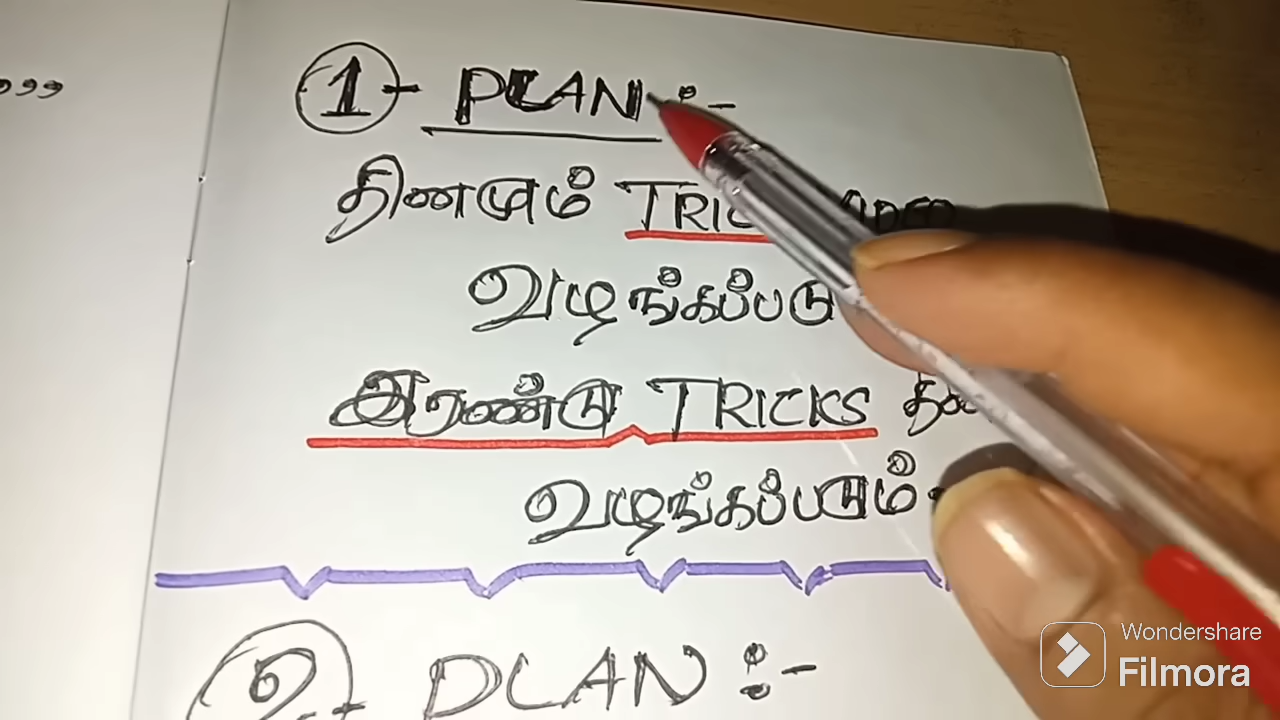 ”””
① - PLAN :-
தினமும் TRIC
வழங்கப்படு
இரண்டு TRICKS
வழங்கப்படும்.
② - PLAN :-
Wondershare
Filmora